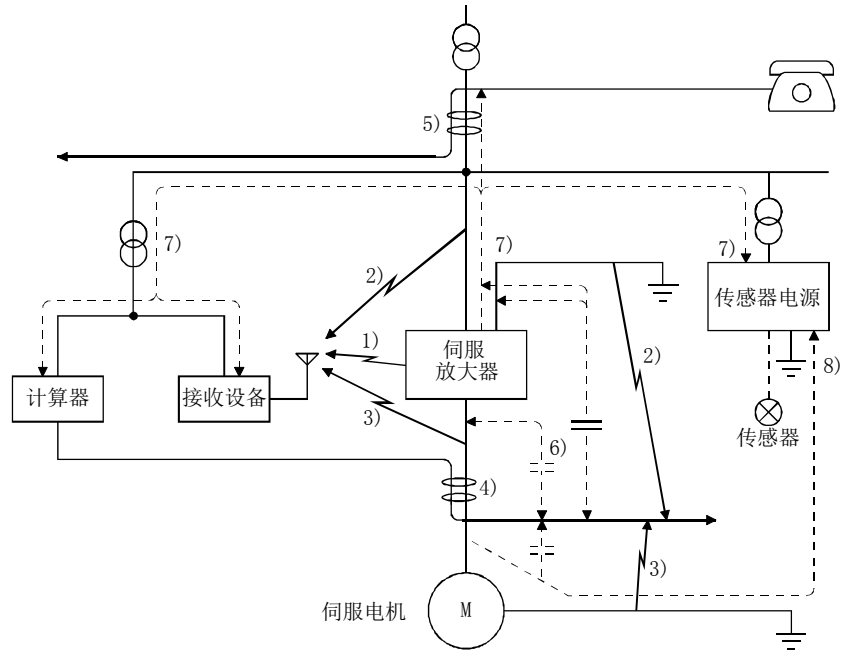 5)
7)
7)
7)
2)
传感器电源
伺服
放大器
1)
2)
8)
计算器
接收设备
3)
传感器
6)
4)
3)
伺服电机
M